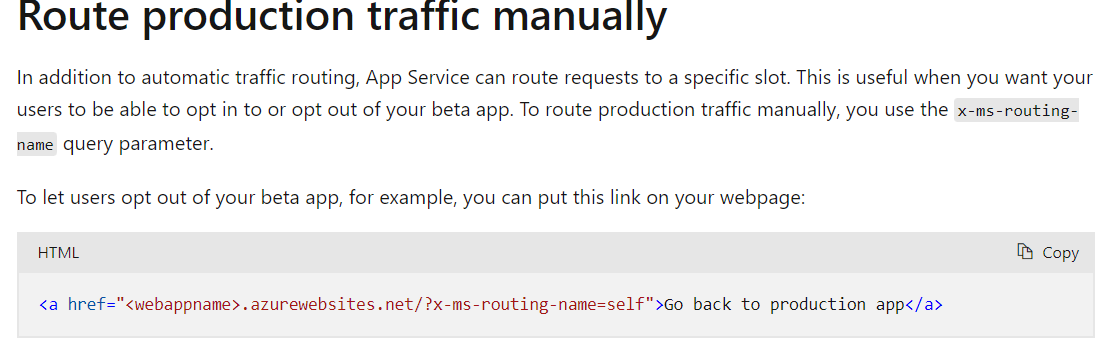 Route production traffic manually
In addition to automatic traffic routing, App Service can route requests to a specific slot. This is useful when you want your
users to be able to opt in to or opt out of your beta app. To route production traffic manually, you use the x-ms-routing-
name query parameter.
To let users opt out of your beta app, for example, you can put this link on your webpage:
HTML Copy
<a href="<webappname>.azurewebsites.net/?x-ms-routing-name=self">Go back to production app</a>